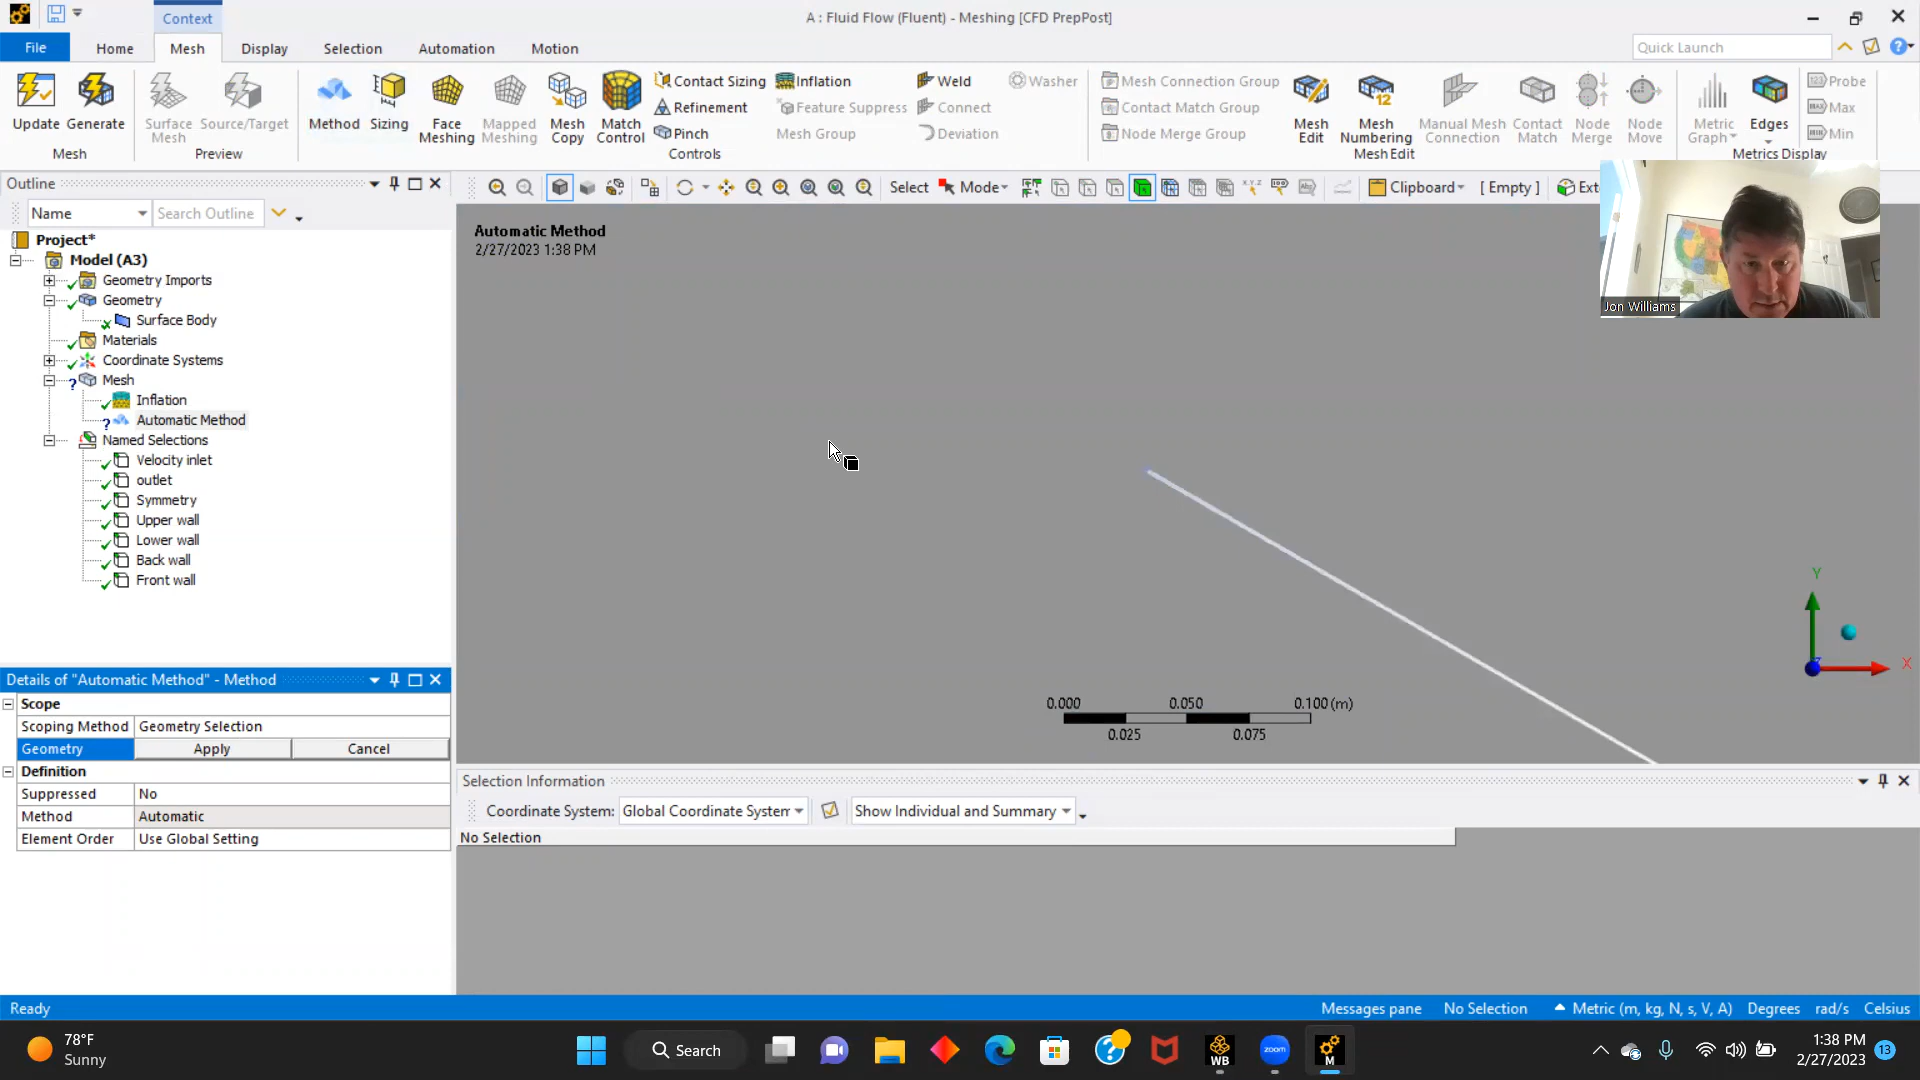 Context
A : Fluid Flow (Fluent) - Meshing [CFD PrepPost]
File Home Mesh Display Selection Automation Motion
Quick Launch
Update Generate
Mesh
Surface Mesh Source/Target
Preview
Method Sizing Face Meshing Mapped Meshing Mesh Copy Match Control
Contact Sizing Inflation Weld Washer
Refinement Feature Suppress Connect
Pinch Mesh Group Deviation
Controls
Mesh Connection Group
Contact Match Group
Node Merge Group
Mesh Edit Mesh Numbering Manual Mesh Connection Contact Match Node Merge Node Move
Mesh Edit
Metric Graph Edges
Probe
Max
Min
Metrics Display
Outline
Name Search Outline
Select Mode Clipboard [ Empty ] Ext
Project*
Model (A3)
Geometry Imports
Geometry
Surface Body
Materials
Coordinate Systems
Mesh
Inflation
Automatic Method
Named Selections
Velocity inlet
outlet
Symmetry
Upper wall
Lower wall
Back wall
Front wall
Automatic Method
2/27/2023 1:38 PM
Jon Williams
Y
X
Z
0.000 0.050 0.100 (m)
0.025 0.075
Details of "Automatic Method" - Method
Scope
Scoping Method Geometry Selection
Geometry Apply Cancel
Definition
Suppressed No
Method Automatic
Element Order Use Global Setting
Selection Information
Coordinate System: Global Coordinate System Show Individual and Summary
No Selection
Ready Messages pane No Selection Metric (m, kg, N, s, V, A) Degrees rad/s Celsius
78°F
Sunny
Search
WB
zoom
M
1:38 PM
2/27/2023
13